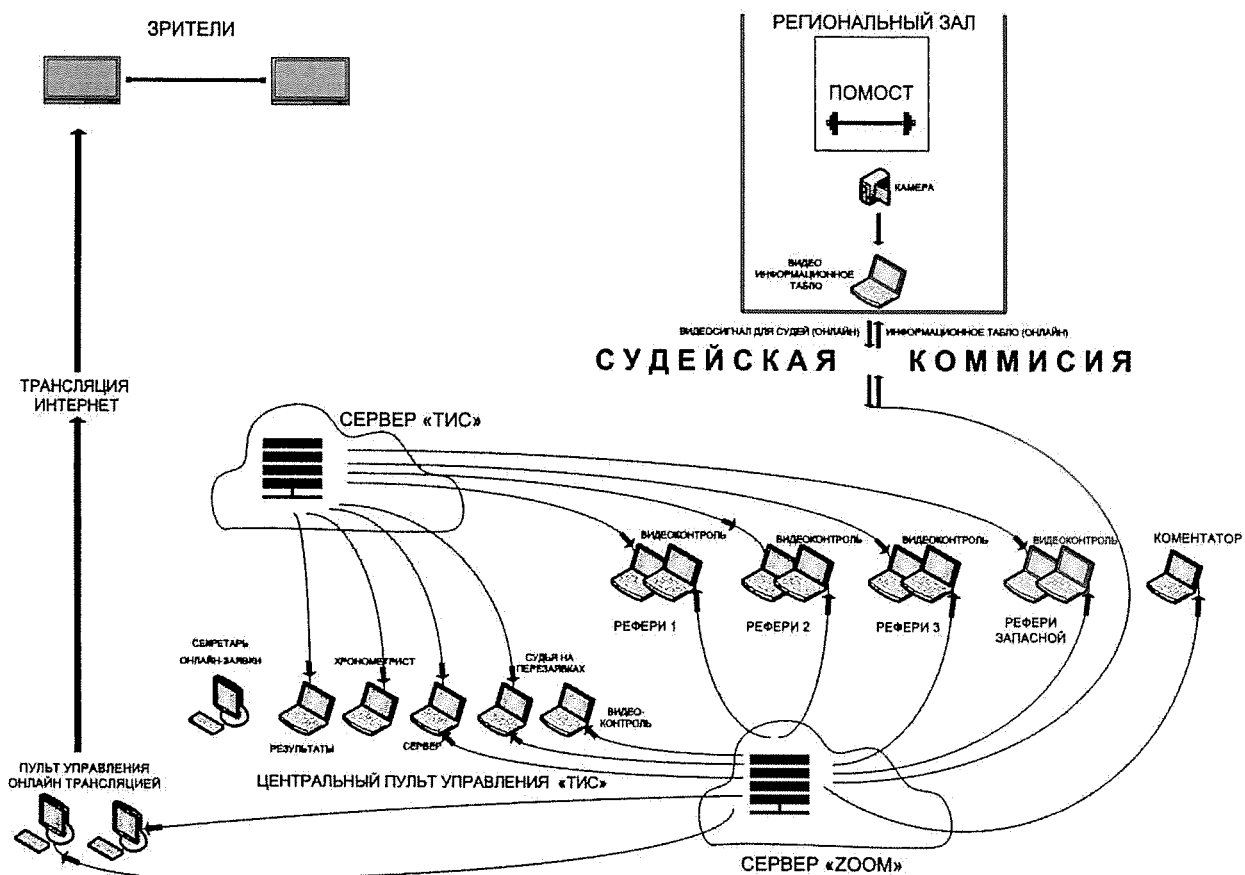 ЗРИТЕЛИ
РЕГИОНАЛЬНЫЙ ЗАЛ
ПОМОСТ
КАМЕРА
ВИДЕО
ИНФОРМАЦИОННОЕ
ТАБЛО
ВИДЕОСИГНАЛ ДЛЯ СУДЕЙ (ОНЛАЙН)
ИНФОРМАЦИОННОЕ ТАБЛО (ОНЛАЙН)
СУДЕЙСКАЯ КОММИСИЯ
ТРАНСЛЯЦИЯ
ИНТЕРНЕТ
СЕРВЕР «ТИС»
ВИДЕОКОНТРОЛЬ
ВИДЕОКОНТРОЛЬ
ВИДЕОКОНТРОЛЬ
ВИДЕОКОНТРОЛЬ
КОМЕНТАТОР
РЕФЕРИ 1
РЕФЕРИ 2
РЕФЕРИ 3
РЕФЕРИ
ЗАПАСНОЙ
СЕКРЕТАРЬ
ОНЛАЙН-ЗАЯВКИ
ХРОНОМЕТРИСТ
СУДЬЯ НА
ПЕРЕЗАЯВКАХ
ВИДЕО-
КОНТРОЛЬ
РЕЗУЛЬТАТЫ
СЕРВЕР
ПУЛЬТ УПРАВЛЕНИЯ
ОНЛАЙН ТРАНСЛЯЦИЕЙ
ЦЕНТРАЛЬНЫЙ ПУЛЬТ УПРАВЛЕНИЯ «ТИС»
СЕРВЕР «ZOOM»